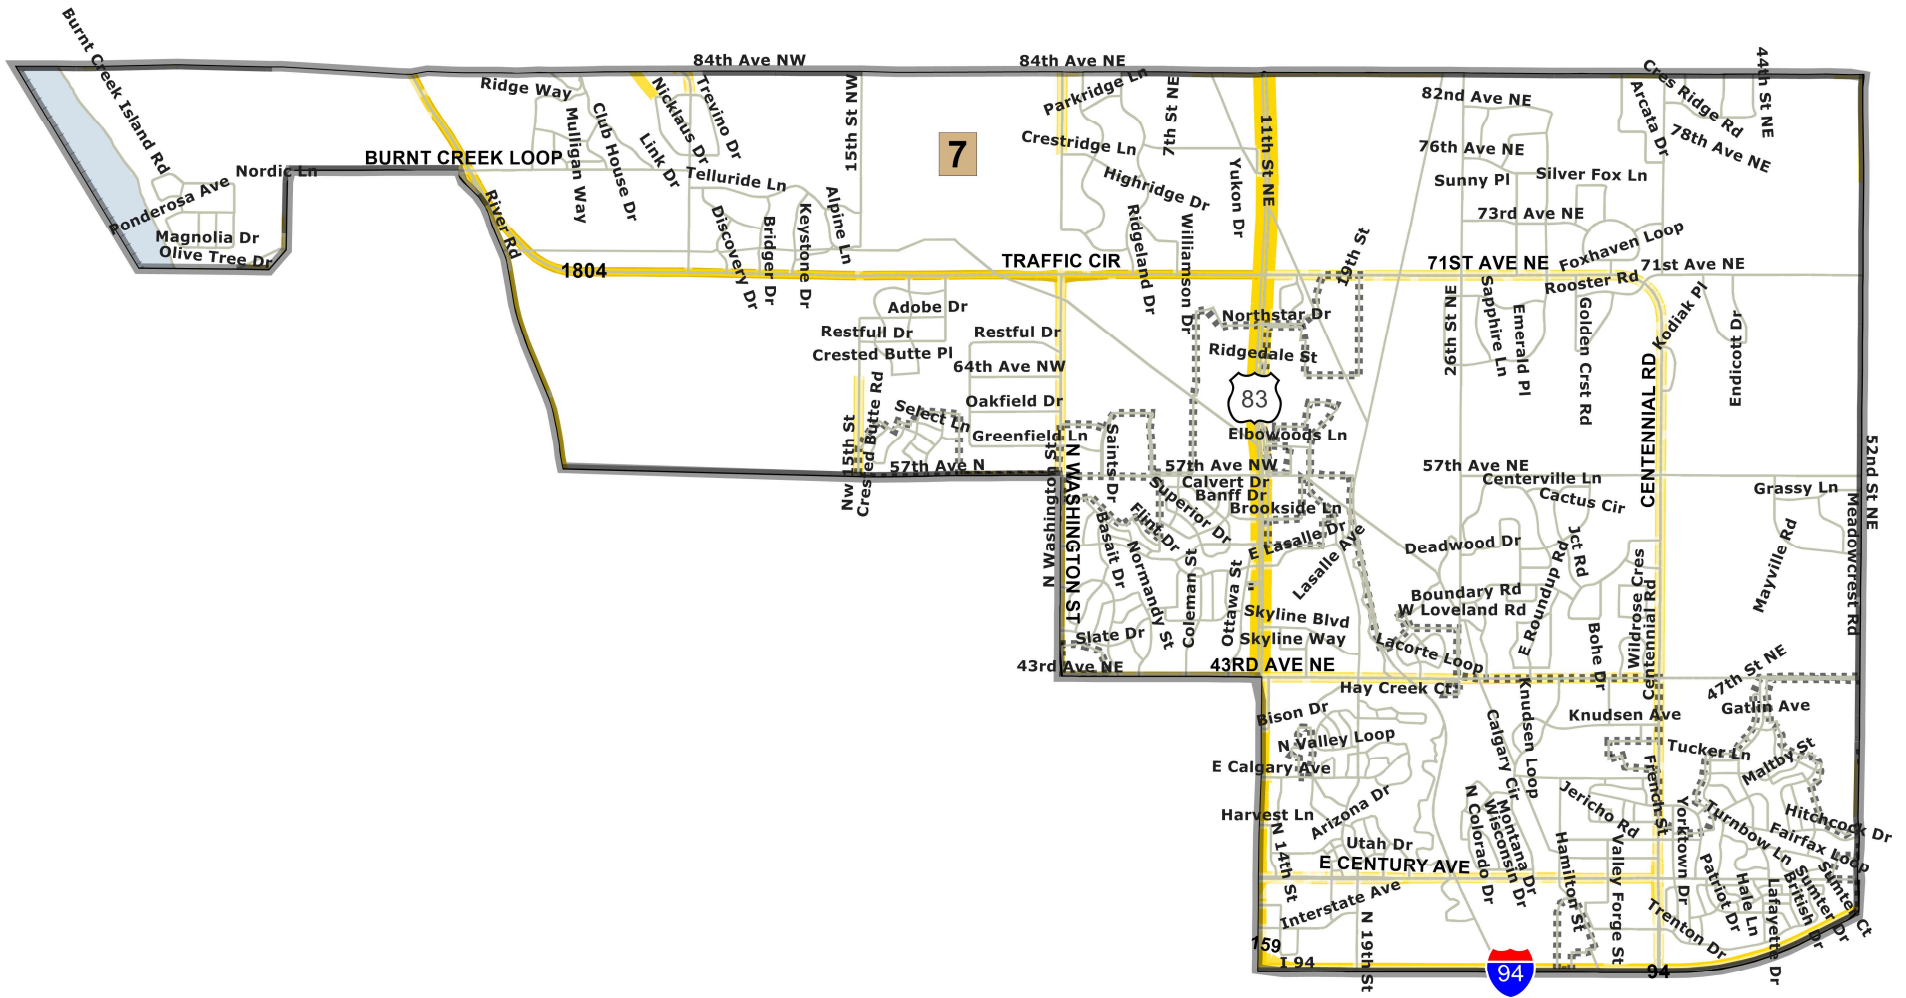 Burnt Creek Island Rd
84th Ave NW
84th Ave NE
44th St NE
Cres Ridge Rd
Ridge Way
Nicklaus Dr
Trevino Dr
15th St NW
Parkridge Ln
7th St NE
11th St NE
82nd Ave NE
Arcata Dr
78th Ave NE
Mulligan Way
Club House Dr
Link Dr
7
Crestridge Ln
76th Ave NE
BURNT CREEK LOOP
Nordic Ln
Telluride Ln
Highridge Dr
Yukon Dr
Sunny Pl
Silver Fox Ln
Ponderosa Ave
River Rd
Discovery Dr
Bridger Dr
Keystone Dr
Alpine Ln
Ridgeland Dr
Williamson Dr
73rd Ave NE
Foxhaven Loop
Magnolia Dr
Olive Tree Dr
1804
TRAFFIC CIR
19th St
71ST AVE NE
71st Ave NE
Rooster Rd
Kodiak Pl
Adobe Dr
Northstar Dr
26th St NE
Sapphire Ln
Emerald Pl
Golden Crst Rd
Endicott Dr
Restfull Dr
Restful Dr
Crested Butte Pl
Ridgedale St
64th Ave NW
83
CENTENNIAL RD
Oakfield Dr
Select Ln
Nw 15th St
Crested Butte Rd
Greenfield Ln
Saints Dr
Elbowoods Ln
57th Ave N
57th Ave NW
57th Ave NE
52nd St NE
N Washington St
N WASHINGTON ST
Calvert Dr
Banff Dr
Superior Dr
Brookside Ln
Centerville Ln
Cactus Cir
Grassy Ln
Meadowcrest Rd
Flint Dr
Basalt Dr
Normandy St
E Lasalle Dr
Lasalle Ave
Deadwood Dr
Jct Rd
Mayville Rd
Coleman St
Ottawa St
Boundary Rd
W Loveland Rd
E Roundup Rd
Bohe Dr
Wildrose Cres
Centennial Rd
Skyline Blvd
Skyline Way
Slate Dr
Lacorte Loop
43rd Ave NE
43RD AVE NE
47th St NE
Hay Creek Ct
Gatlin Ave
Bison Dr
Calgary Cir
Knudsen Loop
Knudsen Ave
N Valley Loop
Tucker Ln
Maltby St
E Calgary Ave
French St
Harvest Ln
Arizona Dr
N Colorado Dr
Wisconsin Dr
Montana Dr
Jericho Rd
Yorktown Dr
Turnbow Ln
Hitchcock Dr
Fairfax Loop
N 14th St
Utah Dr
E CENTURY AVE
Hamilton St
Valley Forge St
Patriot Dr
Hale Ln
Lafayette Dr
British Dr
Sumter Dr
Sumter Ct
Interstate Ave
N 19th St
Trenton Dr
159
I 94
94
94